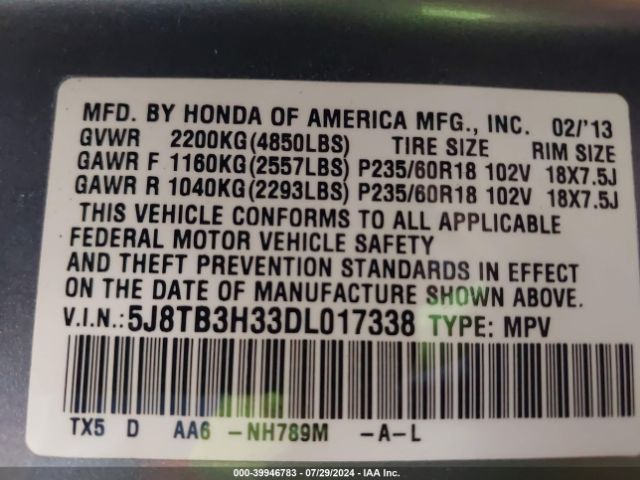 MFD. BY HONDA OF AMERICA MFG., INC. 02/'13
GVWR 2200KG(4850LBS) TIRE SIZE RIM SIZE
GAWR F 1160KG(2557LBS) P235/60R18 102V 18X7.5J
GAWR R 1040KG(2293LBS) P235/60R18 102V 18X7.5J
THIS VEHICLE CONFORMS TO ALL APPLICABLE
FEDERAL MOTOR VEHICLE SAFETY
AND THEFT PREVENTION STANDARDS IN EFFECT
ON THE DATE OF MANUFACTURE SHOWN ABOVE.
V.I.N.: 5J8TB3H33DL017338 TYPE: MPV
TX5 D AA6 -NH789M -A-L
000-39946783 / 07/29/2024 - IAA Inc.